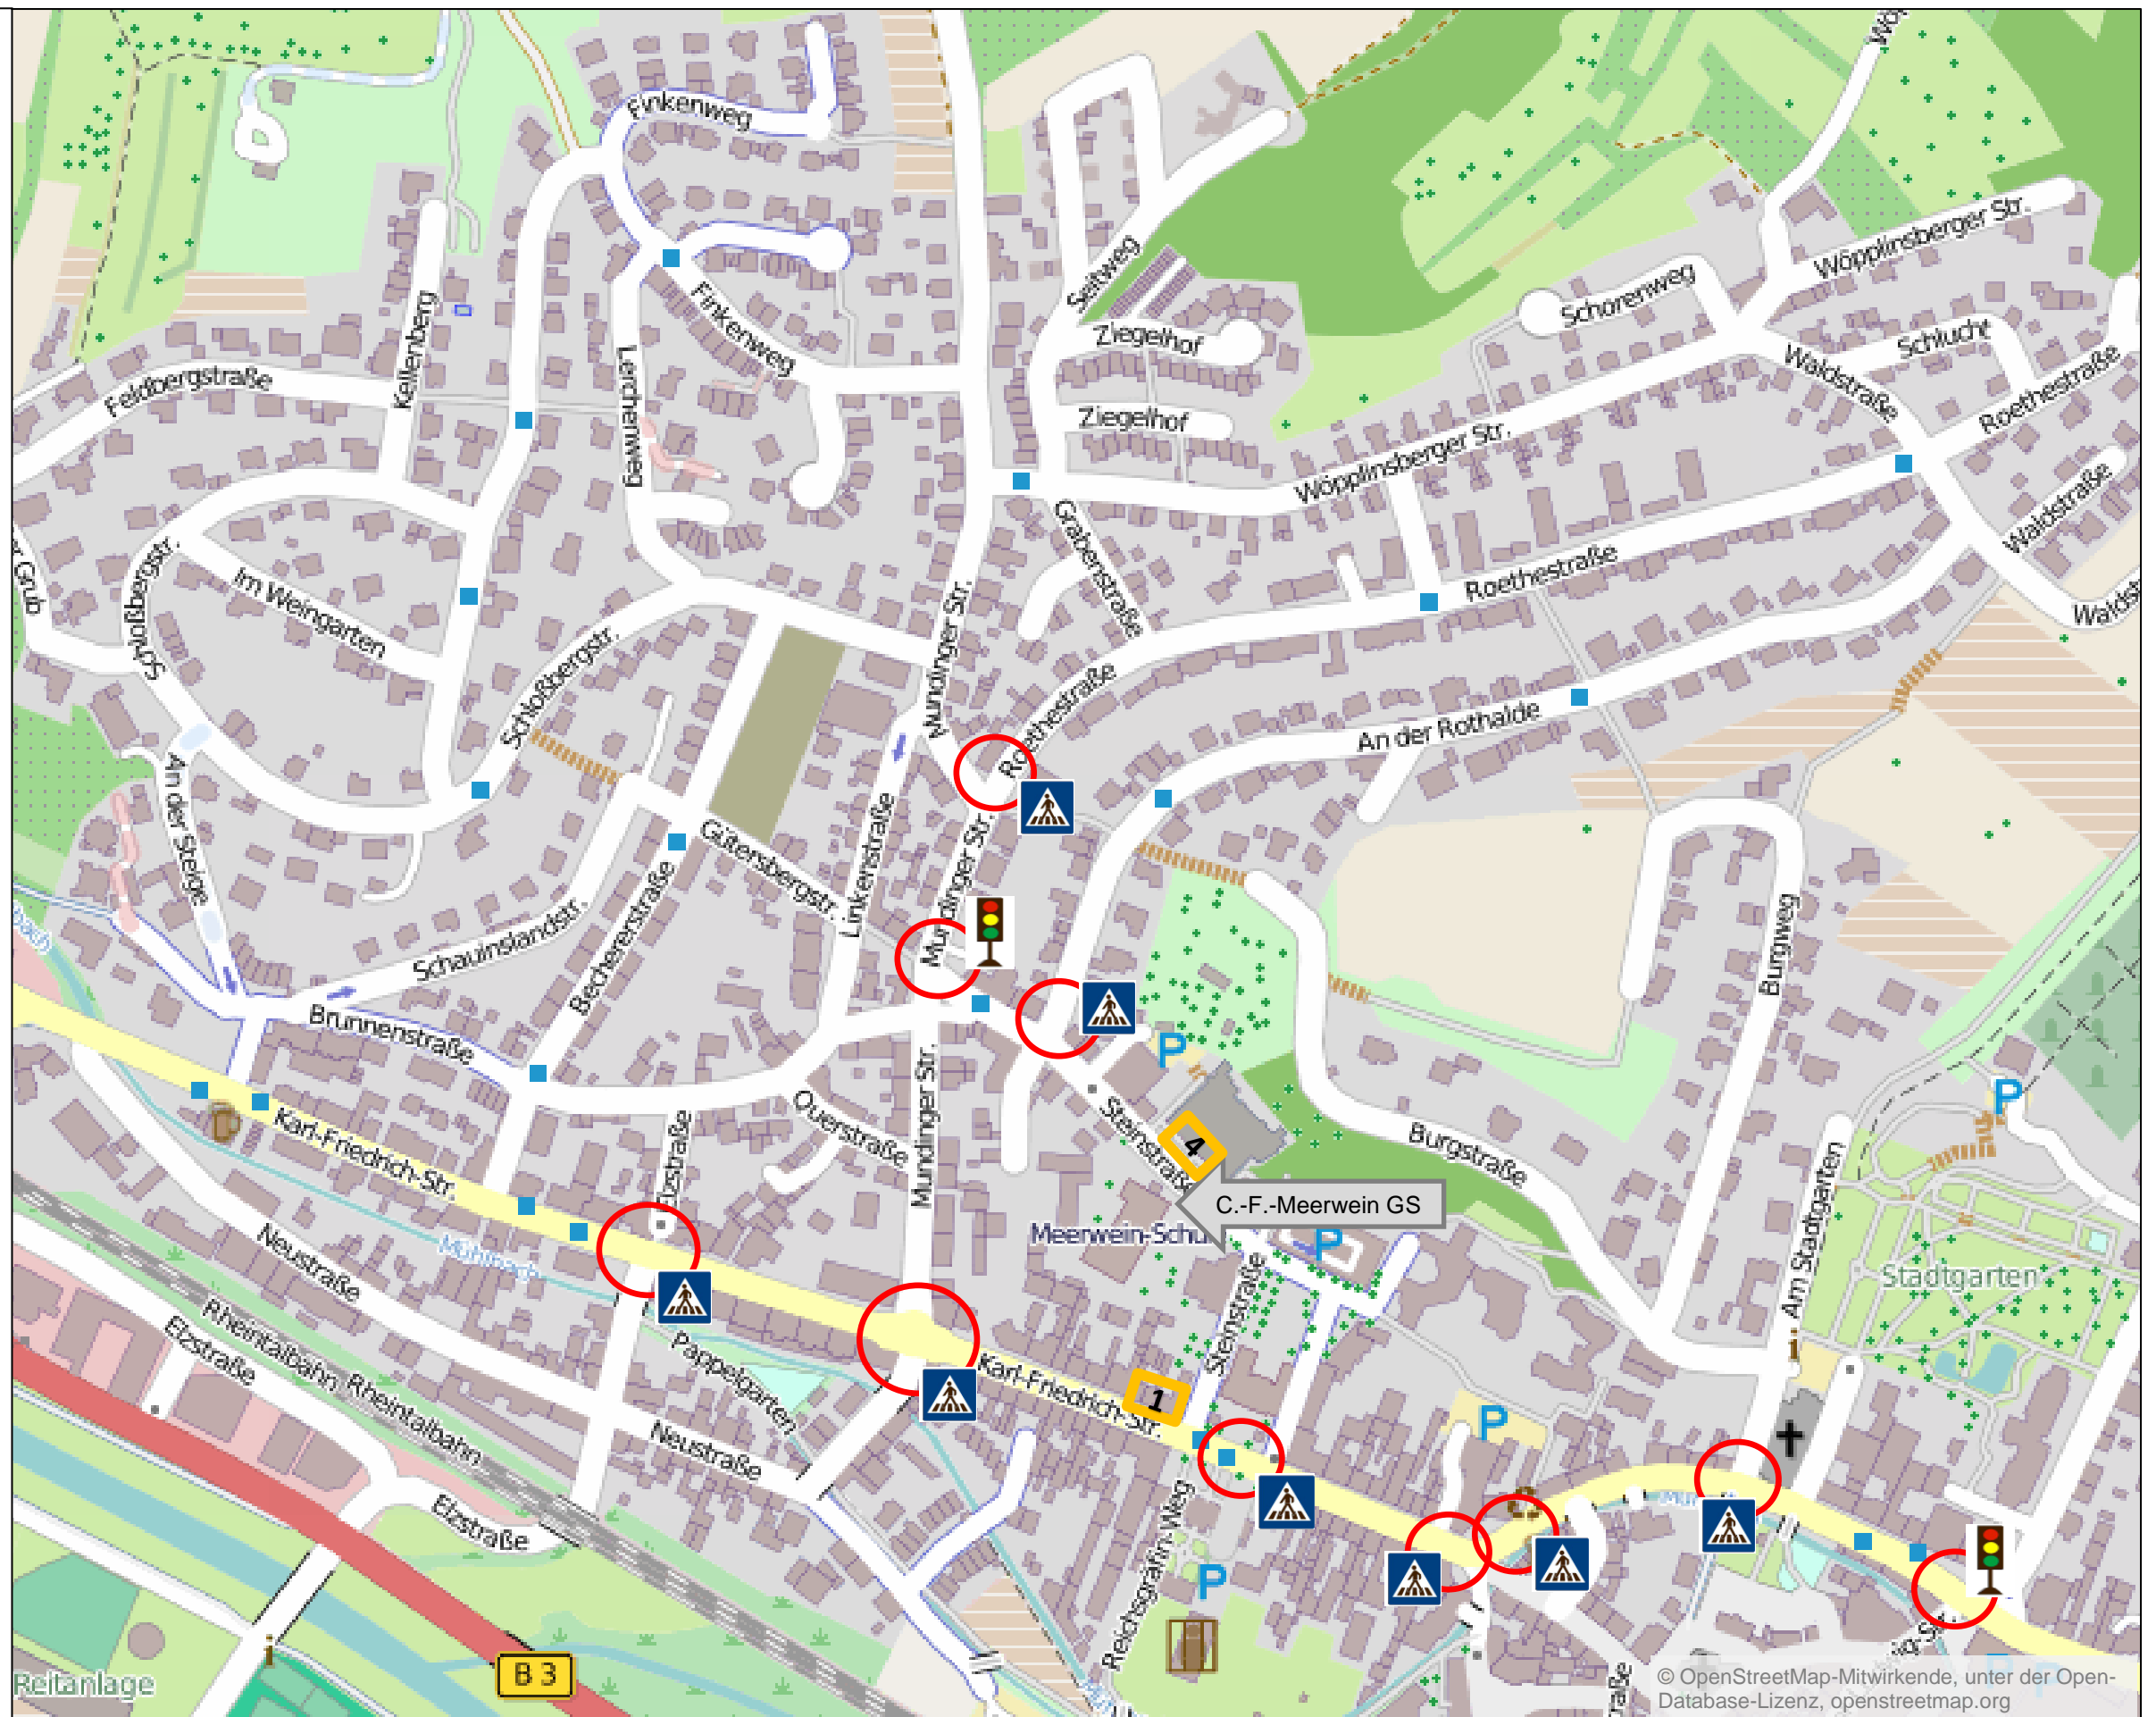 Finkenweg
Wöpplinsberger Str.
Seitweg
Schorenweg
Finkenweg
Kellenberg
Ziegelhof
Schlucht
Feldbergstraße
Lerchenweg
Waldstraße
Roethestraße
Ziegelhof
Wöpplinsberger Str.
Grabenstraße
Waldstraße
Schloßbergstr.
Im Weingarten
Roethestraße
Schloßbergstr.
Mundinger Str.
Roethestraße
An der Rothalde
An der Steige
Gütersbergstr.
Linkenstraße
Mundinger Str.
Schauinslandstr.
Bechererstraße
Burgweg
Brunnenstraße
P
P
Karl-Friedrich-Str.
Elzstraße
Querstraße
Mundinger Str.
Steinstraße
4
Burgstraße
C.-F.-Meerwein GS
Am Stadtgarten
Neustraße
Mühlbach
Meerwein-Schu
P
Stadtgarten
Elzstraße
Rheintalbahn
Rheintalbahn
Pappelgarten
Karl-Friedrich-Str.
1
Steinstraße
Neustraße
P
Elzstraße
Reichsgräfin-Weg
P
B 3
Reitanlage
© OpenStreetMap-Mitwirkende, unter der Open-
Database-Lizenz, openstreetmap.org